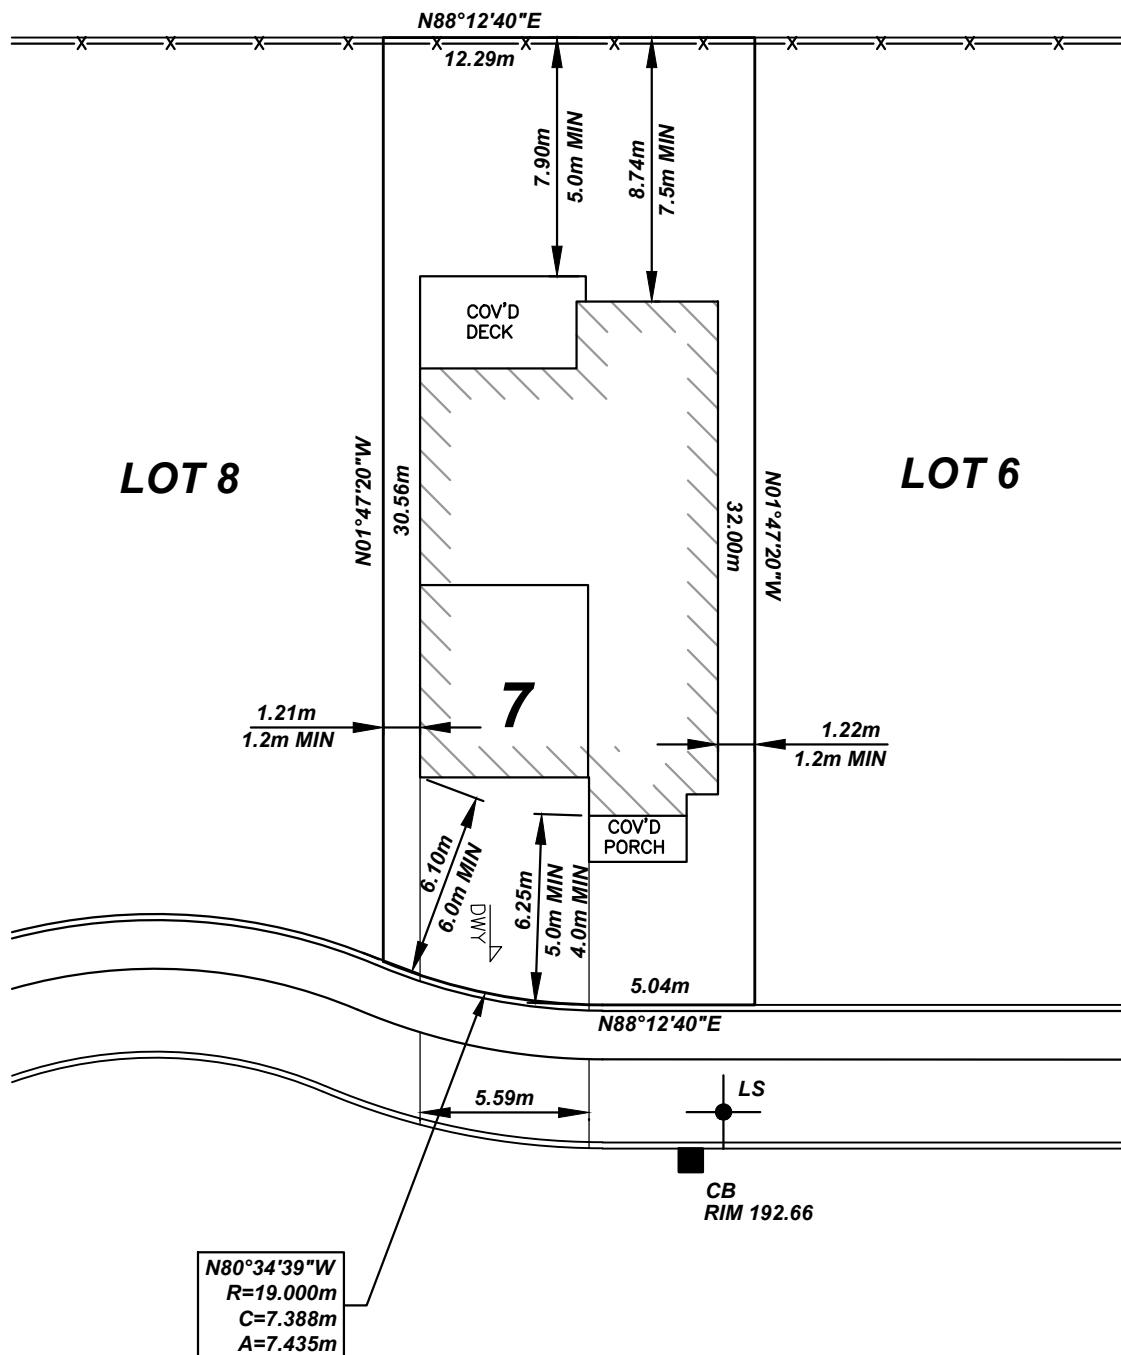 N88°12'40"E
12.29m
7.90m
5.0m MIN
8.74m
7.5m MIN
COV'D
DECK
LOT 8
N01°47'20"W
30.56m
32.00m
N01°47'20"W
LOT 6
7
1.21m
1.2m MIN
1.22m
1.2m MIN
COV'D
PORCH
6.10m
6.0m MIN
DWY
6.25m
5.0m MIN
4.0m MIN
5.04m
N88°12'40"E
5.59m
LS
CB
RIM 192.66
N80°34'39"W
R=19.000m
C=7.388m
A=7.435m